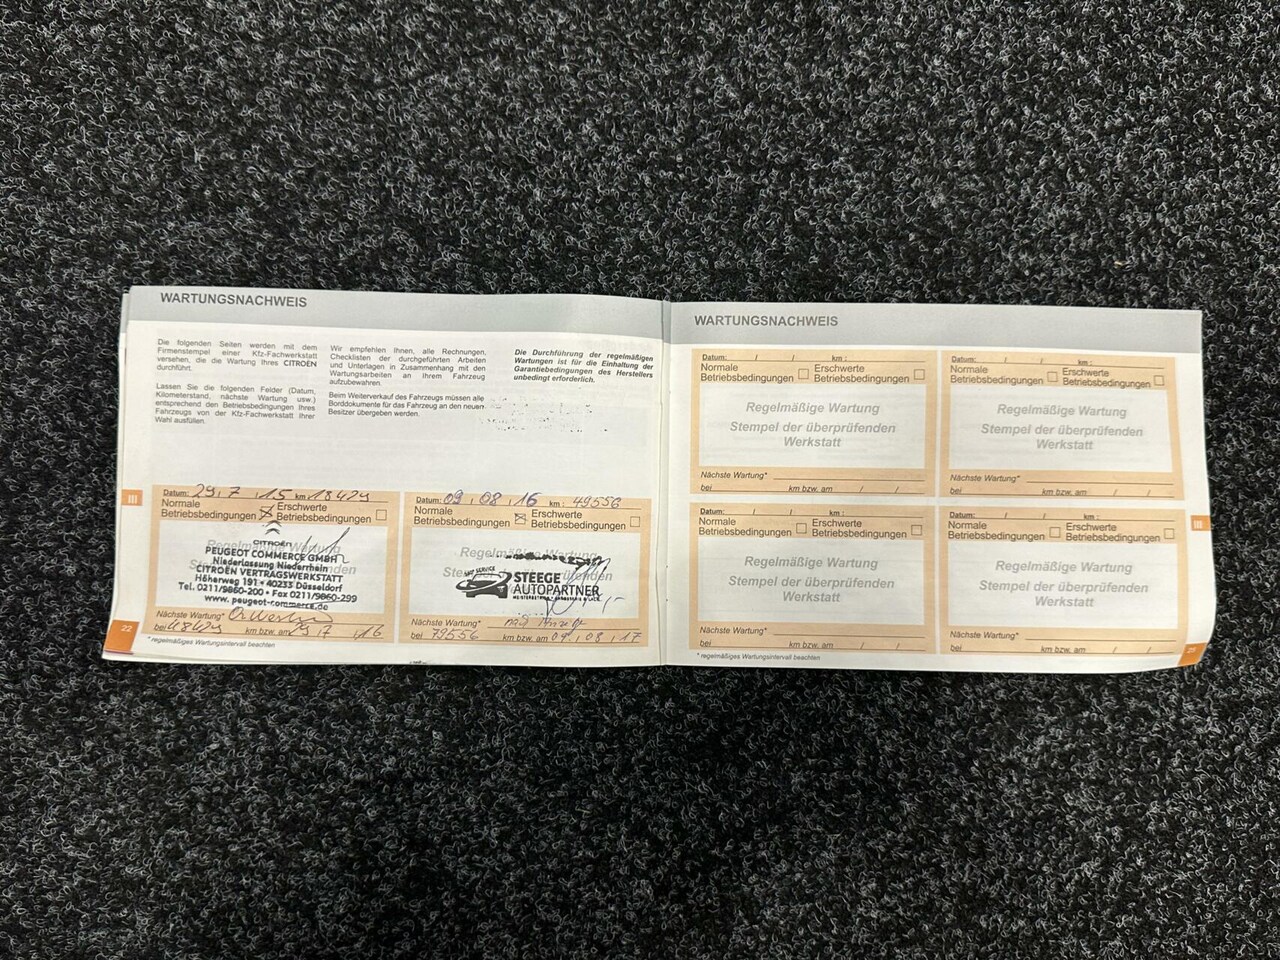 WARTUNGSNACHWEIS
Die folgenden Seiten werden mit dem
Firmenstempel einer Kfz-Fachwerkstatt
versehen, die die Wartung Ihres CITROËN
durchführt.
Lassen Sie die folgenden Felder (Datum,
Kilometerstand, nächste Wartung usw.)
entsprechend den Betriebsbedingungen Ihres
Fahrzeugs von der Kfz-Fachwerkstatt Ihrer
Wahl ausfüllen.
Wir empfehlen Ihnen, alle Rechnungen,
Checklisten der durchgeführten Arbeiten
und Unterlagen in Zusammenhang mit den
Wartungsarbeiten an Ihrem Fahrzeug
aufzubewahren.
Beim Weiterverkauf des Fahrzeugs müssen alle
Borddokumente für das Fahrzeug an den neuen
Besitzer übergeben werden.
Die Durchführung der regelmäßigen
Wartungen ist für die Einhaltung der
Garantiebedingungen des Herstellers
unbedingt erforderlich.
III
Datum: 29.7.15 km 18424
Normale
Betriebsbedingungen
Erschwerte
Betriebsbedingungen
CITROËN
PEUGEOT COMMERCE GMBH
Niederlassung Niederrhein
CITROËN VERTRAGSWERKSTATT
Höherweg 191 • 40233 Düsseldorf
Tel. 0211/9860-200 • Fax 0211/9860-299
www.peugeot-commerce.de
Nächste Wartung*
bei 48424 km bzw. am 29.7.16
Datum: 09.08.16 km: 49556
Normale
Betriebsbedingungen
Erschwerte
Betriebsbedingungen
Regelmäßige Wartung
STEEGE
AUTOPARTNER
Nächste Wartung* nach Anzeige
bei 79556 km bzw. am 09.08.17
22
* regelmäßiges Wartungsintervall beachten
WARTUNGSNACHWEIS
Datum: / / km :
Normale
Betriebsbedingungen
Erschwerte
Betriebsbedingungen
Regelmäßige Wartung
Stempel der überprüfenden
Werkstatt
Nächste Wartung*
bei km bzw. am / /
Datum: / / km :
Normale
Betriebsbedingungen
Erschwerte
Betriebsbedingungen
Regelmäßige Wartung
Stempel der überprüfenden
Werkstatt
Nächste Wartung*
bei km bzw. am / /
III
Datum: / / km :
Normale
Betriebsbedingungen
Erschwerte
Betriebsbedingungen
Regelmäßige Wartung
Stempel der überprüfenden
Werkstatt
Nächste Wartung*
bei km bzw. am / /
Datum: / / km :
Normale
Betriebsbedingungen
Erschwerte
Betriebsbedingungen
Regelmäßige Wartung
Stempel der überprüfenden
Werkstatt
Nächste Wartung*
bei km bzw. am / /
* regelmäßiges Wartungsintervall beachten